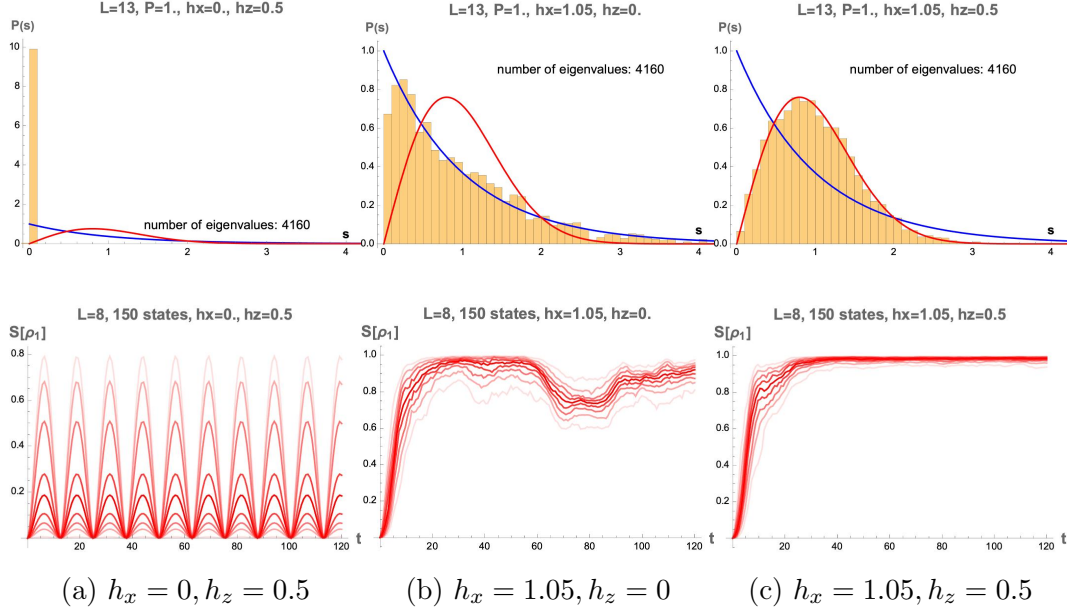 L=13, P=1., hx=0., hz=0.5
P(s)
10
8
6
4
2
0
number of eigenvalues: 4160
s
0 1 2 3 4
L=13, P=1., hx=1.05, hz=0.
P(s)
1.0
0.8
0.6
0.4
0.2
0.0
number of eigenvalues: 4160
s
0 1 2 3 4
L=13, P=1., hx=1.05, hz=0.5
P(s)
1.0
0.8
0.6
0.4
0.2
0.0
number of eigenvalues: 4160
s
0 1 2 3 4
L=8, 150 states, hx=0., hz=0.5
S[ρ1]
0.8
0.6
0.4
0.2
20 40 60 80 100 120 t
L=8, 150 states, hx=1.05, hz=0.
S[ρ1]
1.0
0.8
0.6
0.4
0.2
20 40 60 80 100 120 t
L=8, 150 states, hx=1.05, hz=0.5
S[ρ1]
1.0
0.8
0.6
0.4
0.2
20 40 60 80 100 120 t
(a) hx = 0, hz = 0.5
(b) hx = 1.05, hz = 0
(c) hx = 1.05, hz = 0.5